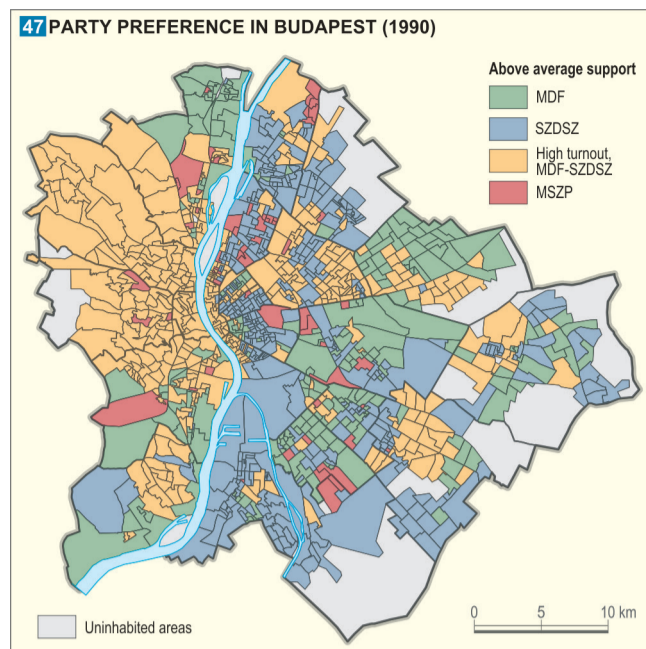 47 PARTY PREFERENCE IN BUDAPEST (1990)
Above average support
MDF
SZDSZ
High turnout,
MDF-SZDSZ
MSZP
Uninhabited areas
0 5 10 km